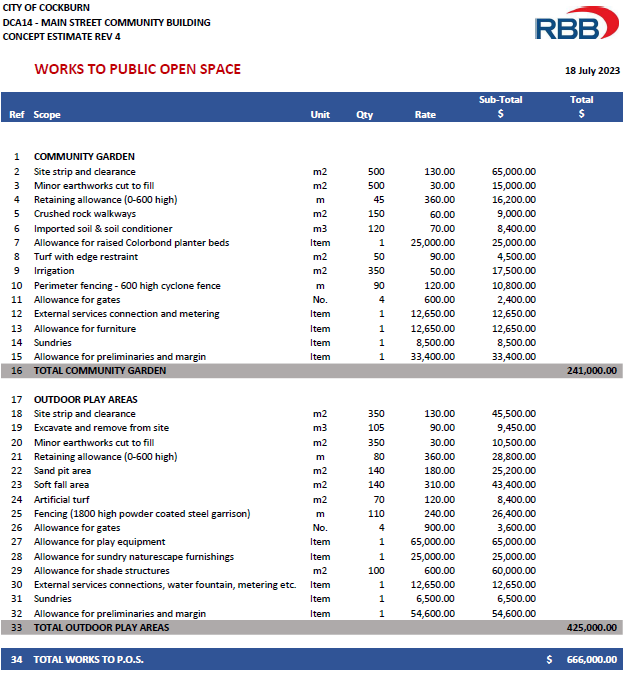 CITY OF COCKBURN
DCA14 - MAIN STREET COMMUNITY BUILDING
CONCEPT ESTIMATE REV 4
RBB
WORKS TO PUBLIC OPEN SPACE
18 July 2023
Sub-Total Total
Ref Scope Unit Qty Rate $ $
1 COMMUNITY GARDEN
2 Site strip and clearance m2 500 130.00 65,000.00
3 Minor earthworks cut to fill m2 500 30.00 15,000.00
4 Retaining allowance (0-600 high) m 45 360.00 16,200.00
5 Crushed rock walkways m2 150 60.00 9,000.00
6 Imported soil & soil conditioner m3 120 70.00 8,400.00
7 Allowance for raised Colorbond planter beds Item 1 25,000.00 25,000.00
8 Turf with edge restraint m2 50 90.00 4,500.00
9 Irrigation m2 350 50.00 17,500.00
10 Perimeter fencing - 600 high cyclone fence m 90 120.00 10,800.00
11 Allowance for gates No. 4 600.00 2,400.00
12 External services connection and metering Item 1 12,650.00 12,650.00
13 Allowance for furniture Item 1 12,650.00 12,650.00
14 Sundries Item 1 8,500.00 8,500.00
15 Allowance for preliminaries and margin Item 1 33,400.00 33,400.00
16 TOTAL COMMUNITY GARDEN 241,000.00
17 OUTDOOR PLAY AREAS
18 Site strip and clearance m2 350 130.00 45,500.00
19 Excavate and remove from site m3 105 90.00 9,450.00
20 Minor earthworks cut to fill m2 350 30.00 10,500.00
21 Retaining allowance (0-600 high) m 80 360.00 28,800.00
22 Sand pit area m2 140 180.00 25,200.00
23 Soft fall area m2 140 310.00 43,400.00
24 Artificial turf m2 70 120.00 8,400.00
25 Fencing (1800 high powder coated steel garrison) m 110 240.00 26,400.00
26 Allowance for gates No. 4 900.00 3,600.00
27 Allowance for play equipment Item 1 65,000.00 65,000.00
28 Allowance for sundry naturescape furnishings Item 1 25,000.00 25,000.00
29 Allowance for shade structures m2 100 600.00 60,000.00
30 External services connections, water fountain, metering etc. Item 1 12,650.00 12,650.00
31 Sundries Item 1 6,500.00 6,500.00
32 Allowance for preliminaries and margin Item 1 54,600.00 54,600.00
33 TOTAL OUTDOOR PLAY AREAS 425,000.00
34 TOTAL WORKS TO P.O.S. $ 666,000.00